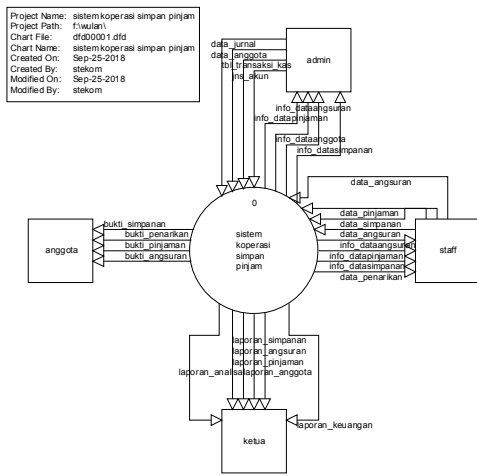 Project Name: sistem koperasi simpan pinjam
Project Path: f:\wulan\
Chart File: dfd00001.dfd
Chart Name: sistem koperasi simpan pinjam
Created On: Sep-25-2018
Created By: stekom
Modified On: Sep-25-2018
Modified By: stekom
data_jurnal
data_anggota
tbl_transaksi_kas
jns_akun
admin
info_dataangsuran
info_datapinjaman
info_dataanggota
info_datasimpanan
data_angsuran
0
sistem
koperasi
simpan
pinjam
anggota
bukti_simpanan
bukti_penarikan
bukti_pinjaman
bukti_angsuran
data_pinjaman
data_simpanan
data_angsuran
info_dataangsuran
info_datapinjaman
info_datasimpanan
data_penarikan
staff
laporan_simpanan
laporan_angsuran
laporan_pinjaman
laporan_analisa
laporan_anggota
laporan_keuangan
ketua